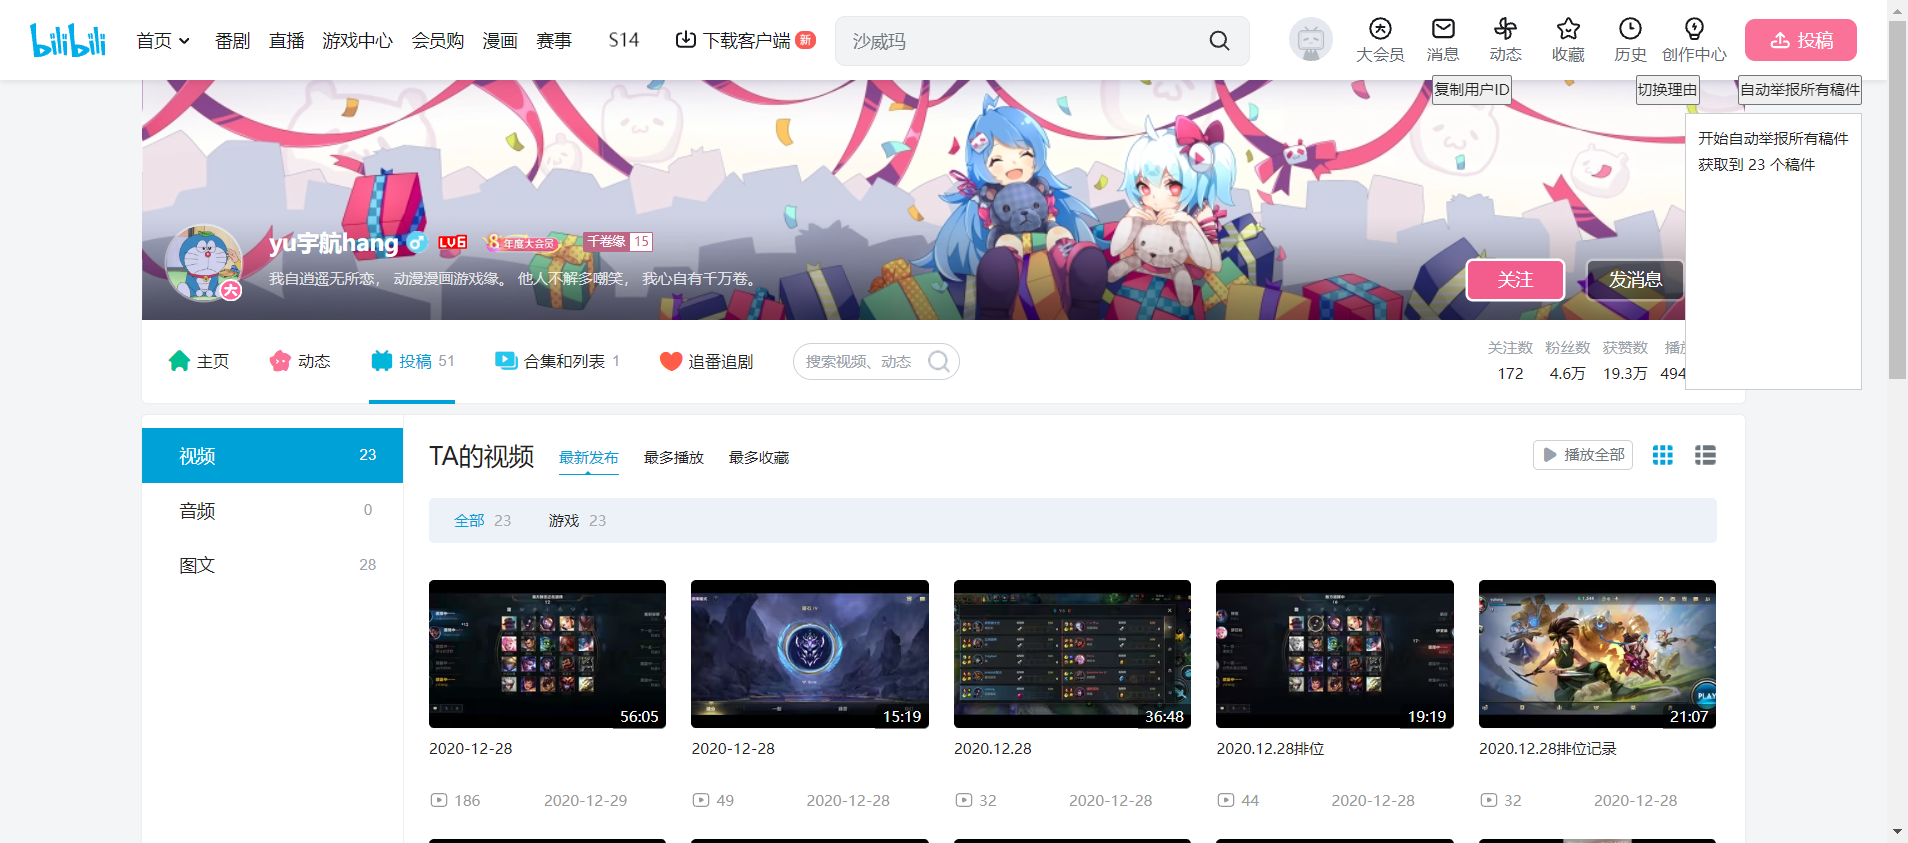 bilibili
首页 番剧 直播 游戏中心 会员购 漫画 赛事 S14 下载客户端 新
沙威玛
大会员 消息 动态 收藏 历史 创作中心 投稿
复制用户ID 切换理由 自动举报所有稿件
开始自动举报所有稿件
获取到 23 个稿件
yu宇航hang LV6 年度大会员 千卷缘 15
我自逍遥无所恋， 动漫漫画游戏缘。 他人不解多嘲笑， 我心自有千万卷。
大
关注 发消息
主页 动态 投稿 51 合集和列表 1 追番追剧
搜索视频、动态
关注数 粉丝数 获赞数 播放
172 4.6万 19.3万 494
视频 23
音频 0
图文 28
TA的视频 最新发布 最多播放 最多收藏
播放全部
全部 23 游戏 23
56:05 15:19 36:48 19:19 21:07
PLAY
2020-12-28 2020-12-28 2020.12.28 2020.12.28排位 2020.12.28排位记录
186 2020-12-29 49 2020-12-28 32 2020-12-28 44 2020-12-28 32 2020-12-28